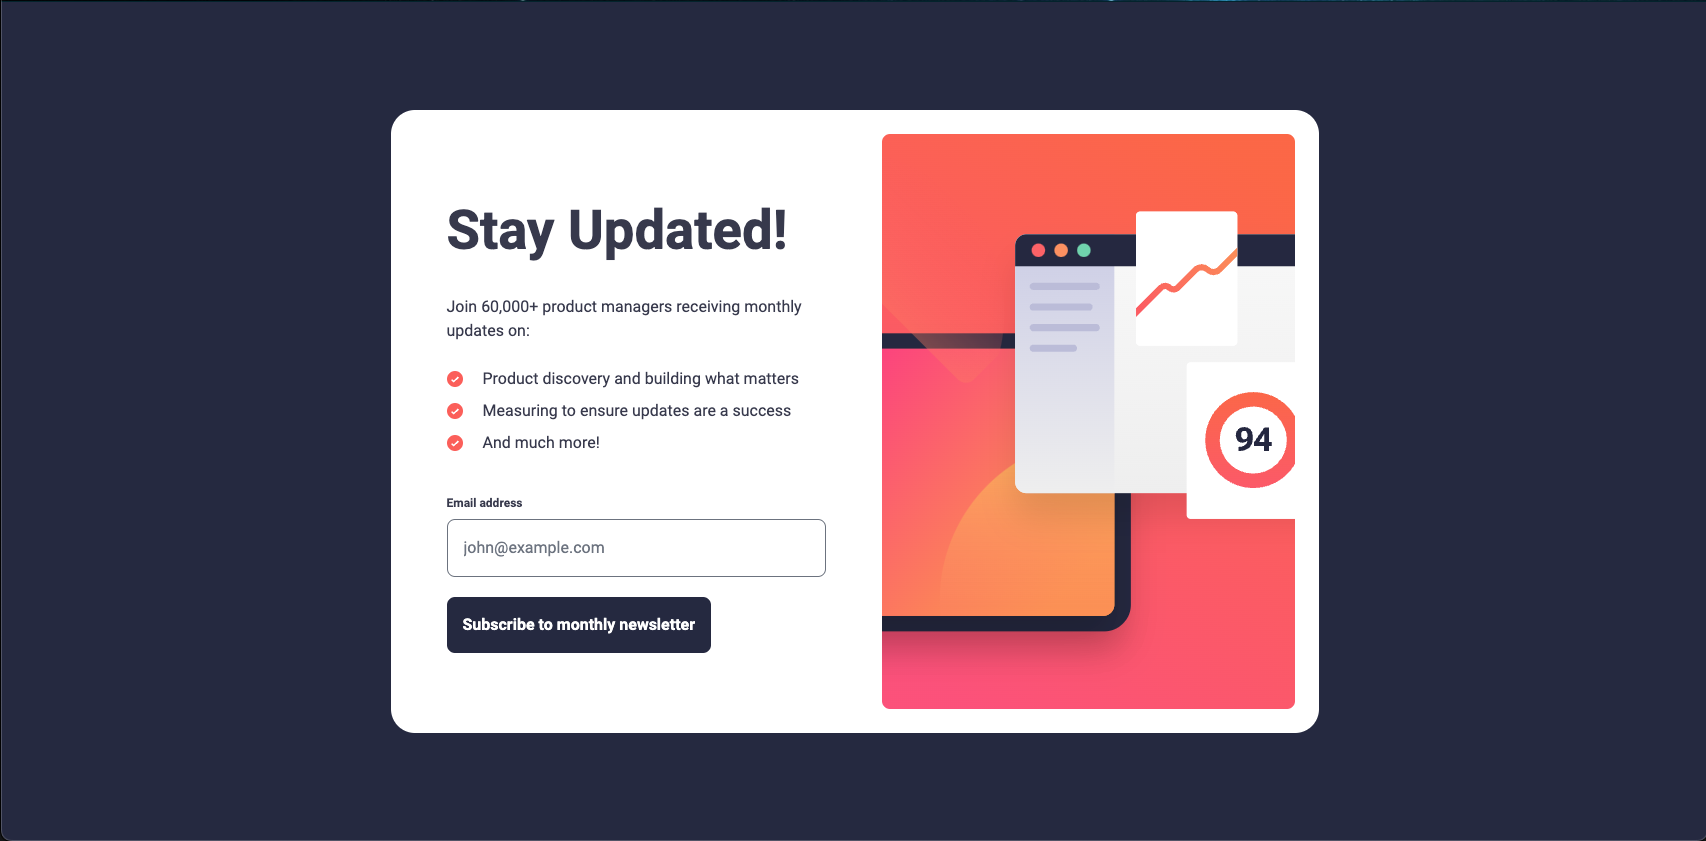 Stay Updated!
Join 60,000+ product managers receiving monthly
updates on:
Product discovery and building what matters
Measuring to ensure updates are a success
And much more!
Email address
john@example.com
Subscribe to monthly newsletter
94